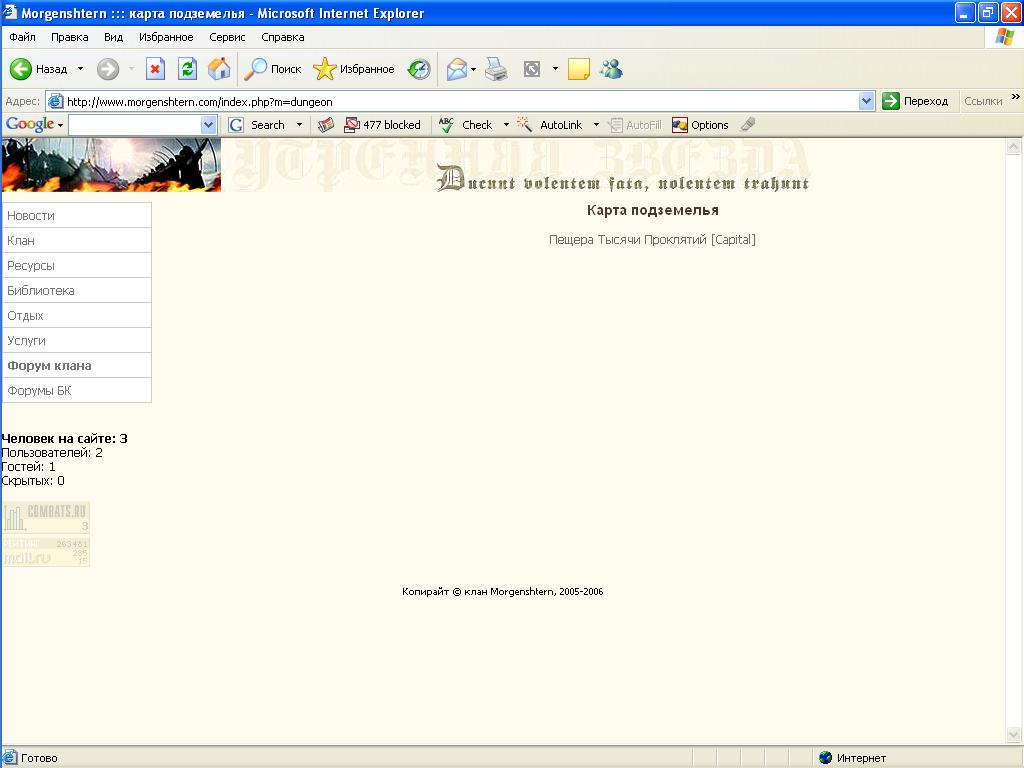 Morgenshtern ::: карта подземелья - Microsoft Internet Explorer
Файл Правка Вид Избранное Сервис Справка
Назад Поиск Избранное
Адрес: http://www.morgenshtern.com/index.php?m=dungeon Переход Ссылки »
Google Search 477 blocked ABC Check AutoLink AutoFill Options
УТРЕННЯЯ ЗВЕЗДА
Ducunt volentem fata, nolentem trahunt
Новости
Клан
Ресурсы
Библиотека
Отдых
Услуги
Форум клана
Форумы БК
Карта подземелья
Пещера Тысячи Проклятий [Capital]
Человек на сайте: 3
Пользователей: 2
Гостей: 1
Скрытых: 0
COMBATS.RU
3
РЕЙТИНГ 263481
mail.ru 285
15
Копирайт © клан Morgenshtern, 2005-2006
Готово Интернет